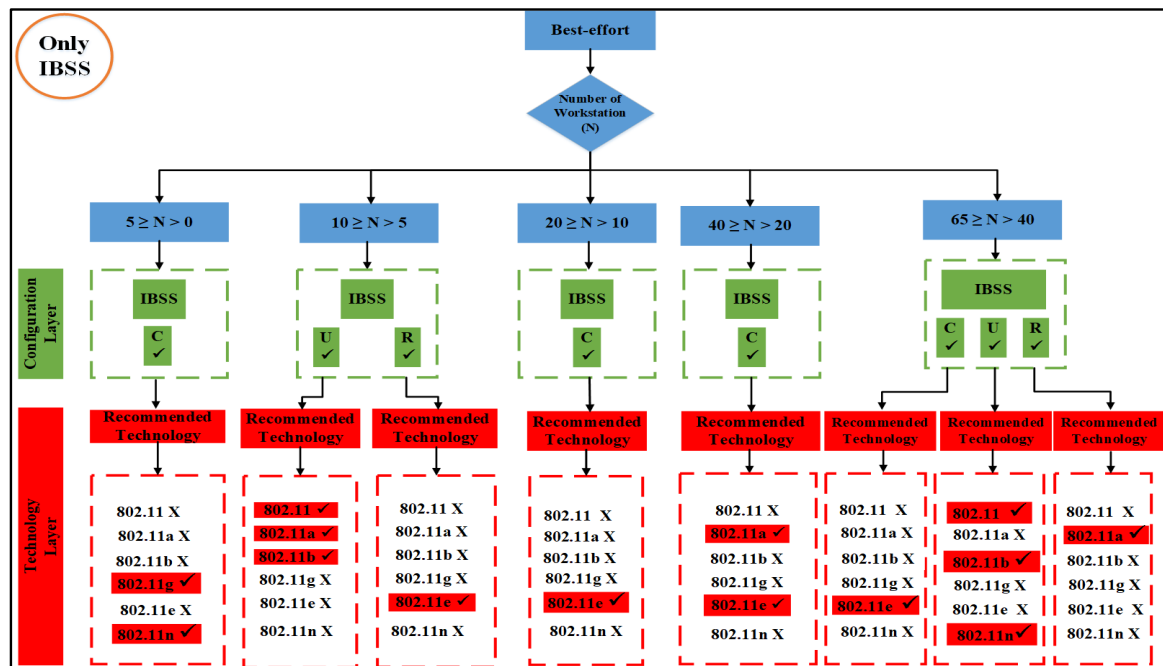 Only
IBSS
Best-effort
Number of
Workstation
(N)
5 ≥ N > 0
10 ≥ N > 5
20 ≥ N > 10
40 ≥ N > 20
65 ≥ N > 40
Configuration
Layer
IBSS
C
✓
IBSS
U
✓
R
✓
IBSS
C
✓
IBSS
C
✓
IBSS
C
✓
U
✓
R
✓
Technology
Layer
Recommended
Technology
802.11 X
802.11a X
802.11b X
802.11g ✓
802.11e X
802.11n ✓
Recommended
Technology
802.11 ✓
802.11a ✓
802.11b ✓
802.11g X
802.11e X
802.11n X
Recommended
Technology
802.11 X
802.11a X
802.11b X
802.11g X
802.11e ✓
802.11n X
Recommended
Technology
802.11 X
802.11a X
802.11b X
802.11g X
802.11e ✓
802.11n X
Recommended
Technology
802.11 X
802.11a ✓
802.11b X
802.11g X
802.11e ✓
802.11n X
Recommended
Technology
802.11 X
802.11a X
802.11b X
802.11g X
802.11e ✓
802.11n X
Recommended
Technology
802.11 ✓
802.11a X
802.11b ✓
802.11g X
802.11e X
802.11n ✓
Recommended
Technology
802.11 X
802.11a ✓
802.11b X
802.11g X
802.11e X
802.11n X